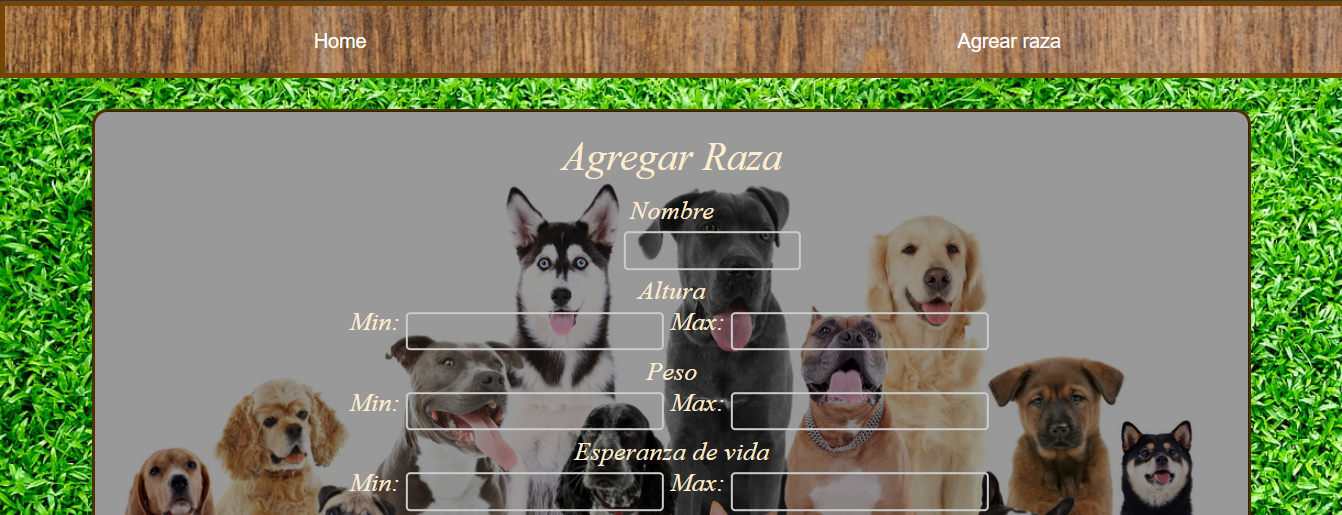 Home Agrear raza
Agregar Raza
Nombre
Altura
Min: Max:
Peso
Min: Max:
Esperanza de vida
Min: Max: